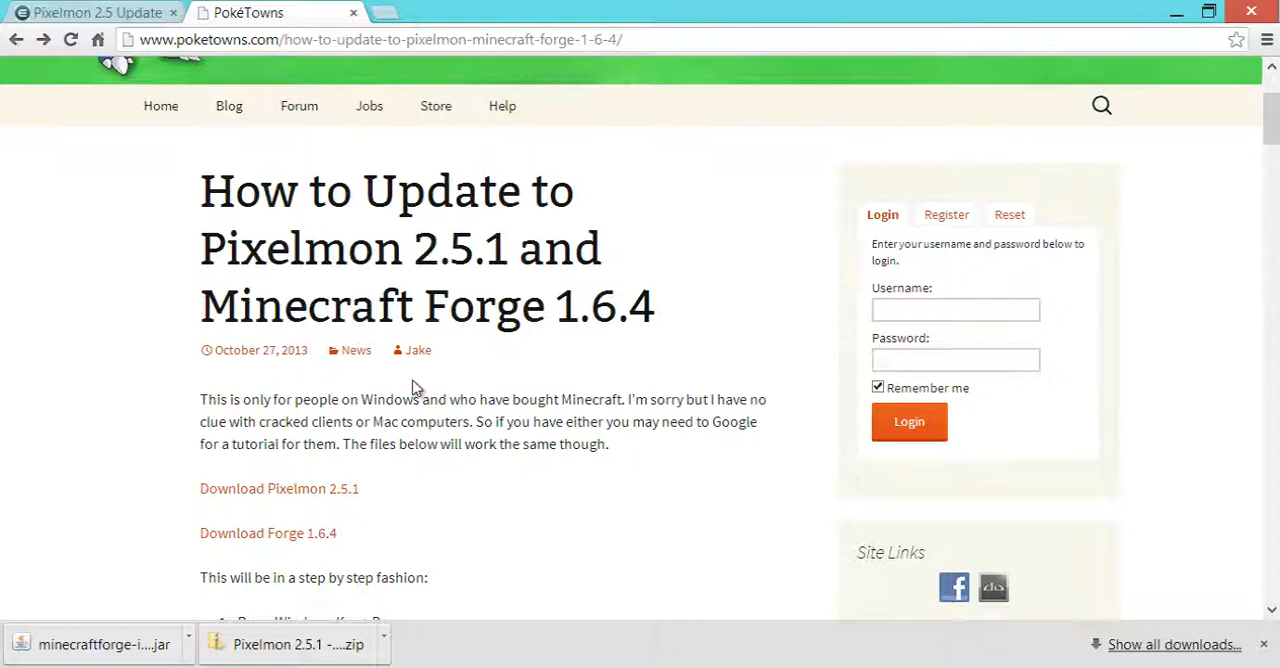 Pixelmon 2.5 Update
PokéTowns
www.poketowns.com/how-to-update-to-pixelmon-minecraft-forge-1-6-4/
Home Blog Forum Jobs Store Help
How to Update to
Pixelmon 2.5.1 and
Minecraft Forge 1.6.4
October 27, 2013 News Jake
This is only for people on Windows and who have bought Minecraft. I'm sorry but I have no
clue with cracked clients or Mac computers. So if you have either you may need to Google
for a tutorial for them. The files below will work the same though.
Download Pixelmon 2.5.1
Download Forge 1.6.4
This will be in a step by step fashion:
Login Register Reset
Enter your username and password below to
login.
Username:
Password:
Remember me
Login
Site Links
minecraftforge-i....jar
Pixelmon 2.5.1 -....zip
Show all downloads...